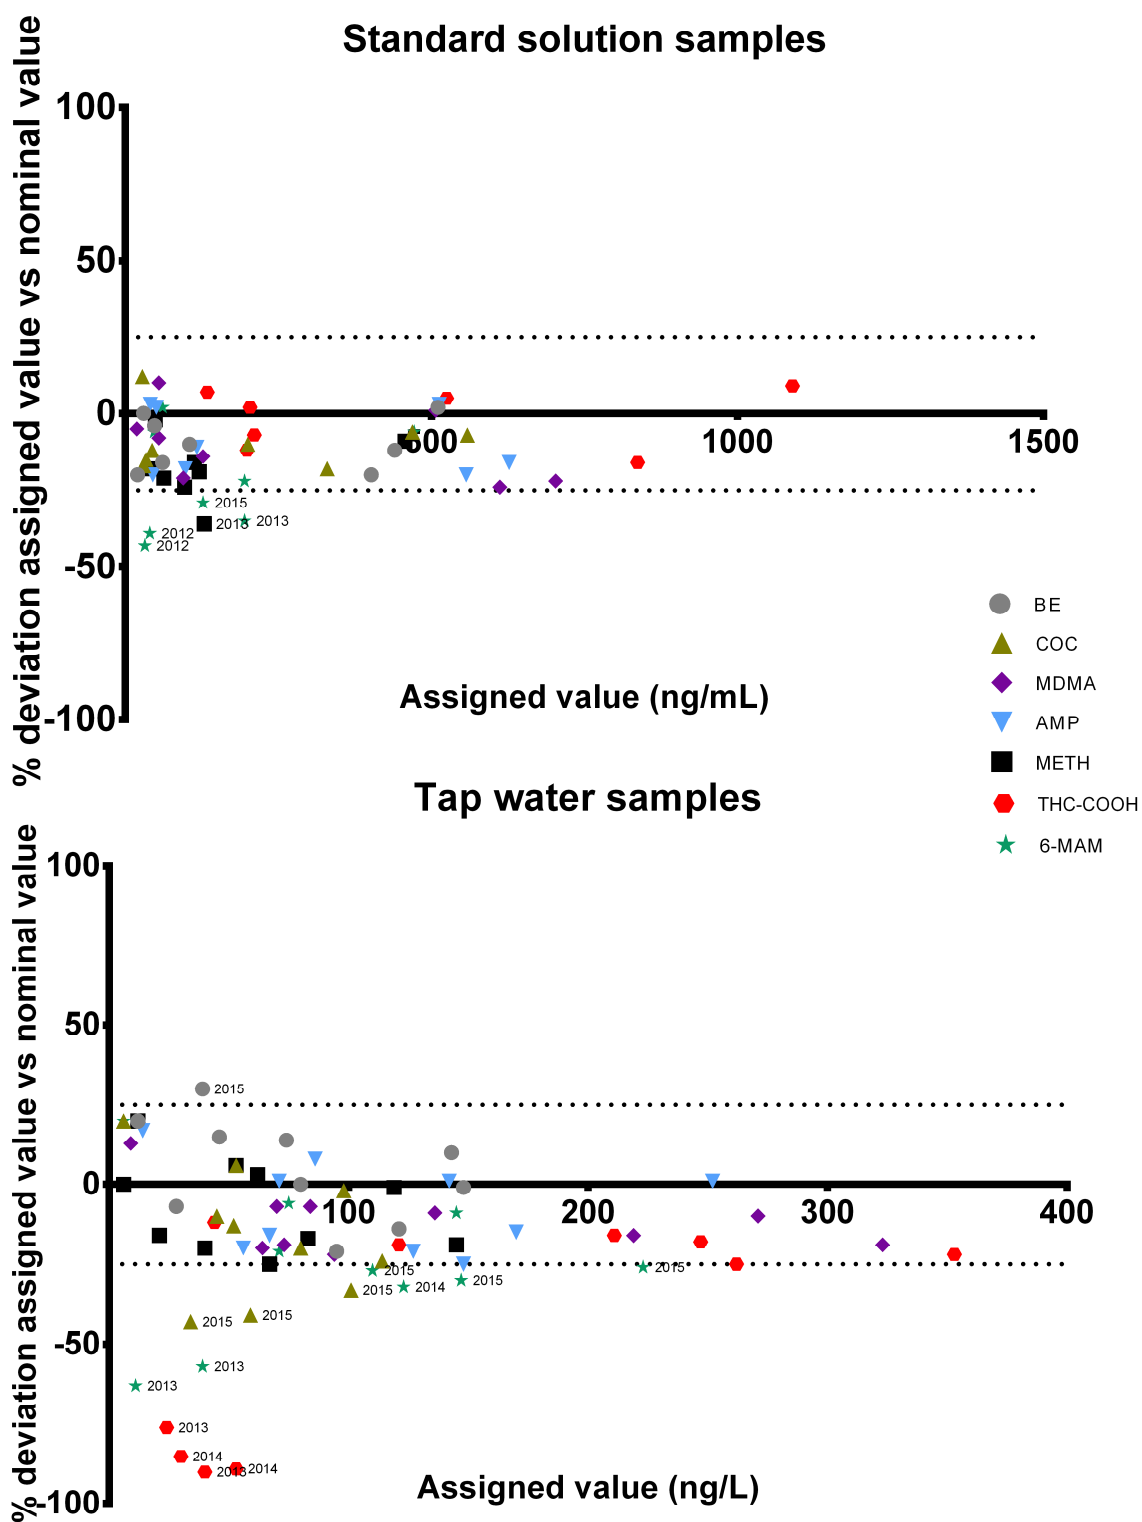 Standard solution samples
% deviation assigned value vs nominal value
100
50
0
-50
-100
500
1000
1500
2015
2013
2013
2012
2012
Assigned value (ng/mL)
BE
COC
MDMA
AMP
METH
THC-COOH
6-MAM
Tap water samples
% deviation assigned value vs nominal value
100
50
0
-50
-100
100
200
300
400
2015
2015
2015
2014
2015
2015
2015
2015
2013
2013
2013
2014
2013
2014
Assigned value (ng/L)